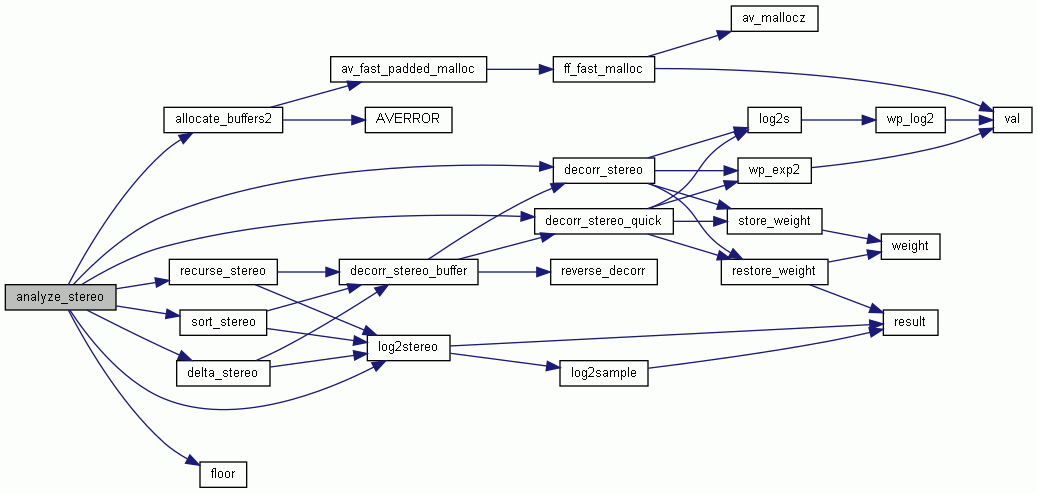 av_mallocz
av_fast_padded_malloc
ff_fast_malloc
allocate_buffers2
AVERROR
log2s
wp_log2
val
decorr_stereo
wp_exp2
decorr_stereo_quick
store_weight
weight
recurse_stereo
decorr_stereo_buffer
reverse_decorr
restore_weight
analyze_stereo
sort_stereo
result
log2stereo
delta_stereo
log2sample
floor